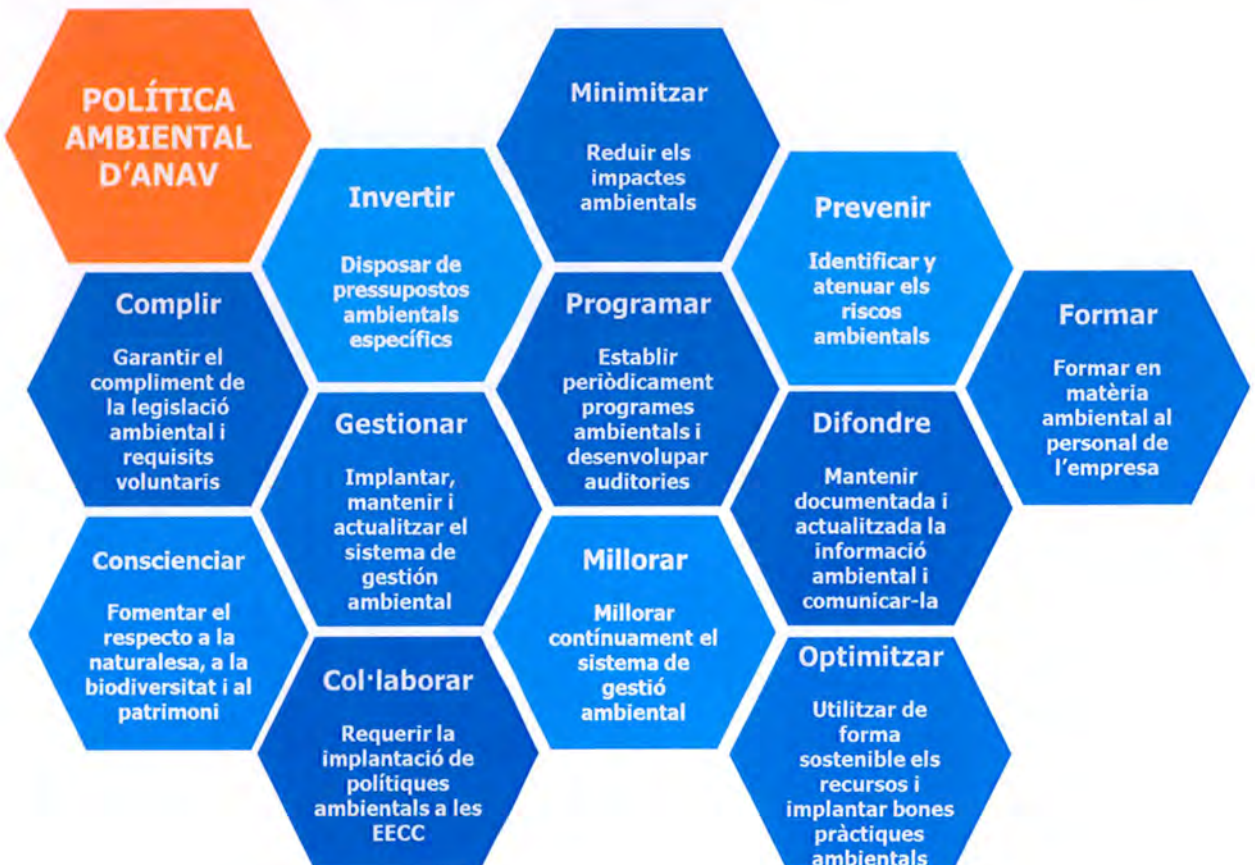 POLÍTICA
AMBIENTAL
D'ANAV
Complir
Garantir el
compliment de
la legislació
ambiental i
requisits
voluntaris
Conscienciar
Fomentar el
respecto a la
naturalesa, a la
biodiversitat i al
patrimoni
Invertir
Disposar de
pressupostos
ambientals
específics
Gestionar
Implantar,
mantenir i
actualitzar el
sistema de
gestión
ambiental
Col·laborar
Requerir la
implantació de
polítiques
ambientals a les
EECC
Minimitzar
Reduir els
impactes
ambientals
Programar
Establir
periòdicament
programes
ambientals i
desenvolupar
auditories
Millorar
Millorar
contínuament el
sistema de
gestió
ambiental
Prevenir
Identificar y
atenuar els
riscos
ambientals
Difondre
Mantenir
documentada i
actualitzada la
informació
ambiental i
comunicar-la
Optimitzar
Utilitzar de
forma
sostenible els
recursos i
implantar bones
pràctiques
ambientals
Formar
Formar en
matèria
ambiental al
personal de
l'empresa